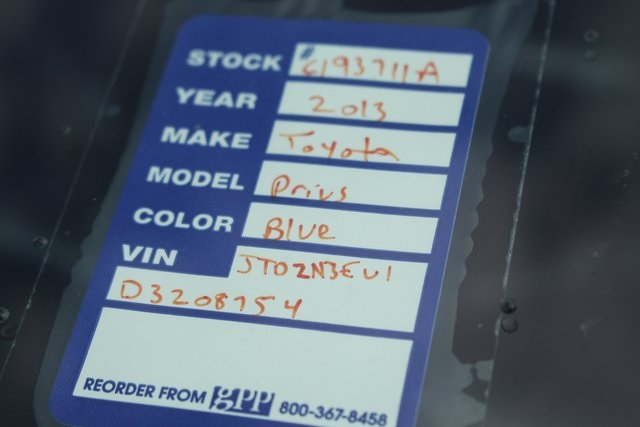 STOCK 6193711A
YEAR 2013
MAKE Toyota
MODEL Prius
COLOR Blue
VIN JTDZN3EU1
D3208754
REORDER FROM gPP 800-367-8458